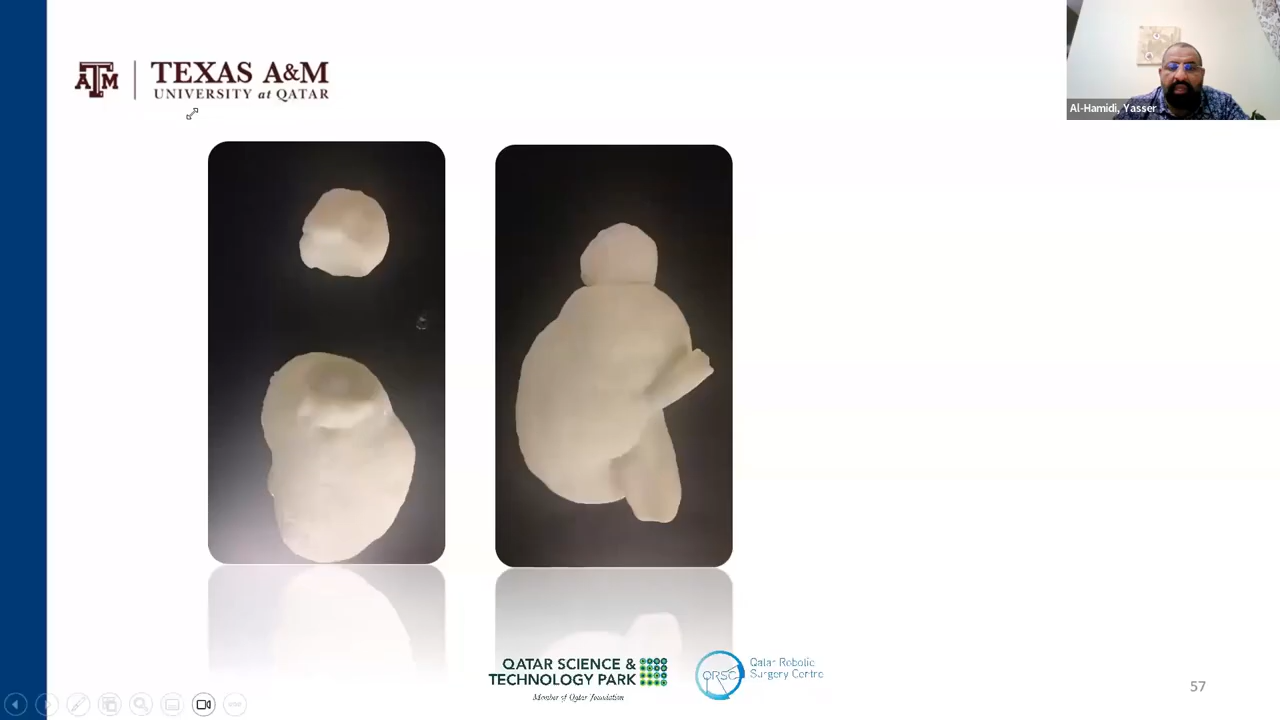 ATM
TEXAS A&M
UNIVERSITY at QATAR
Al-Hamidi, Yasser
QATAR SCIENCE &
TECHNOLOGY PARK
Member of Qatar Foundation
QRSC
Qatar Robotic
Surgery Centre
57